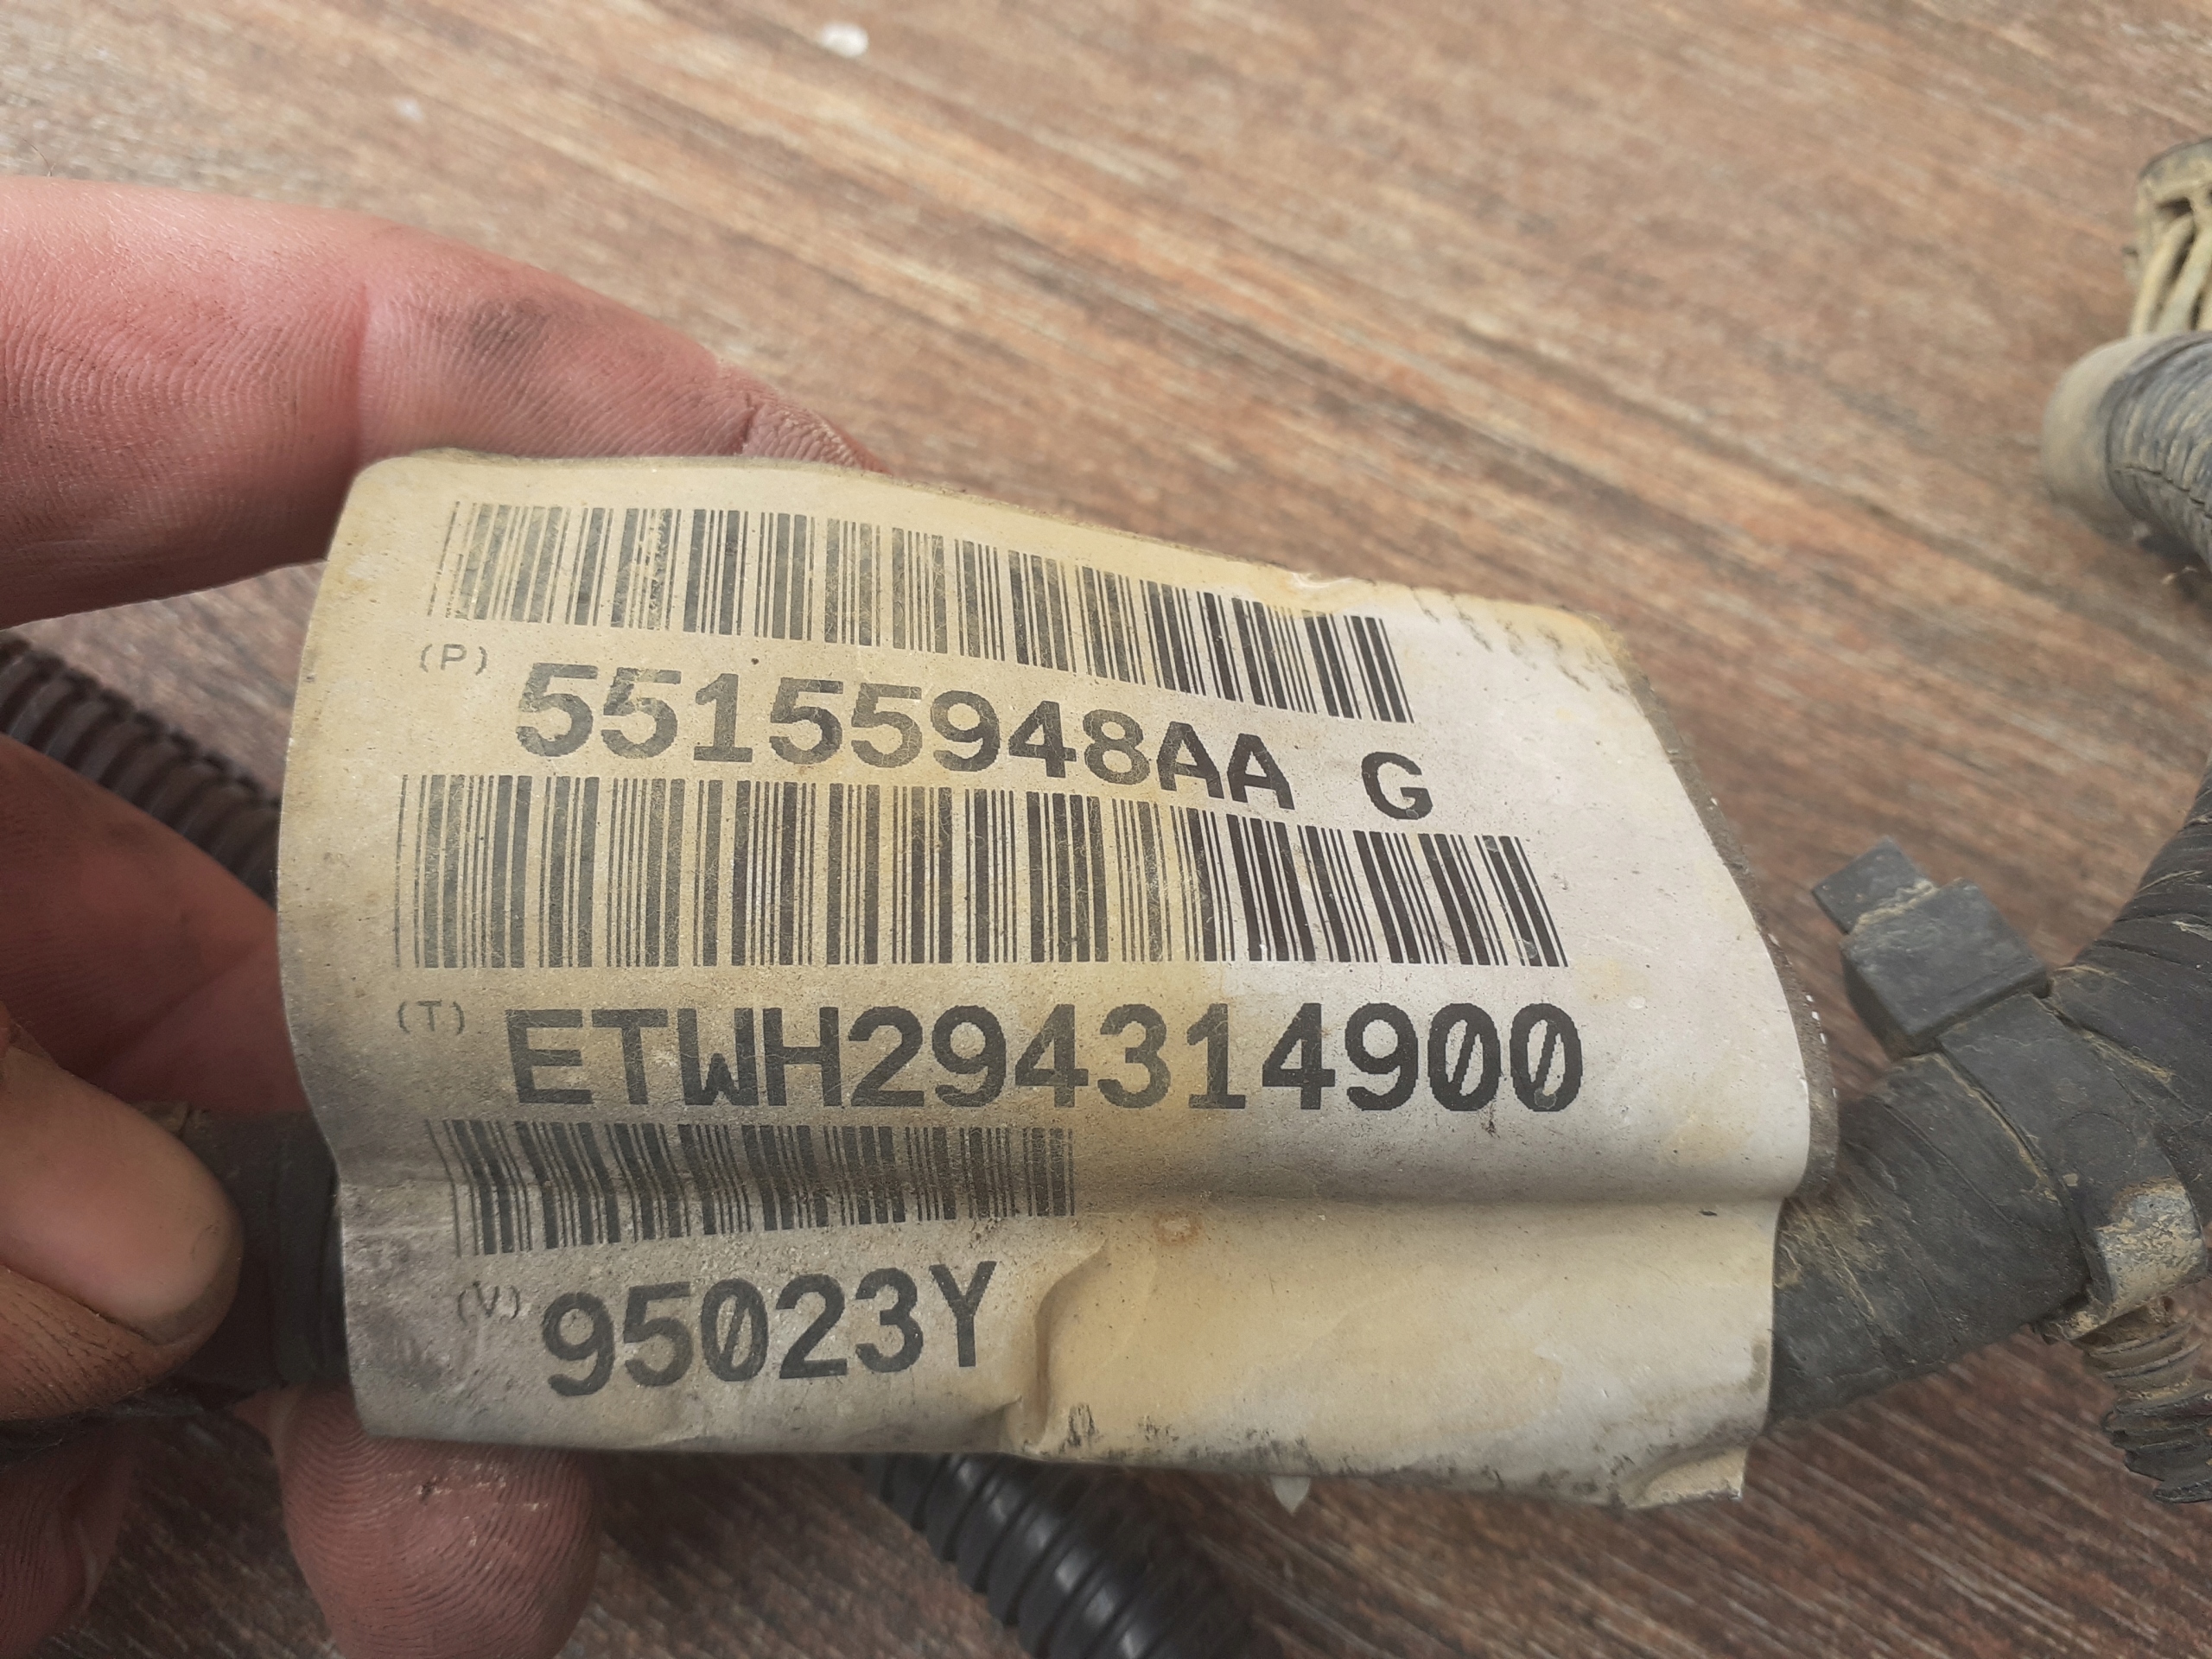 (P) 55155948AA G
(T) ETWH294314900
(V) 95023Y